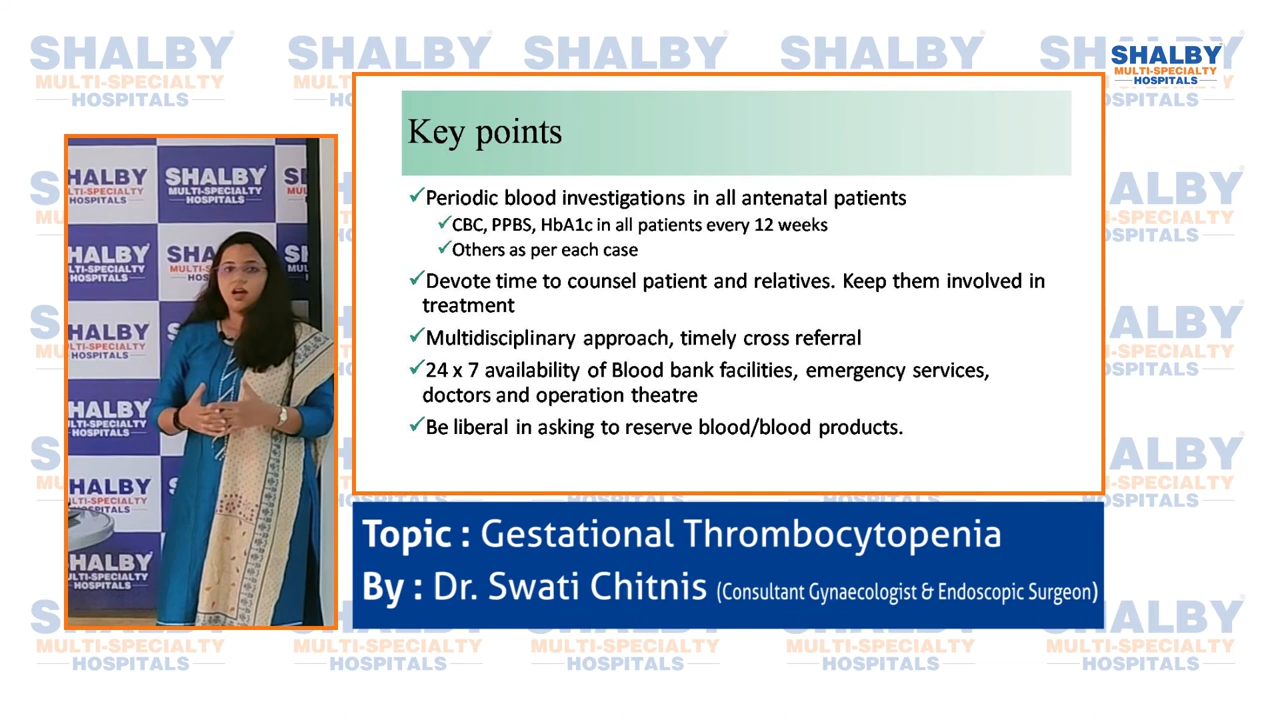 SHALBY
MULTI-SPECIALTY
HOSPITALS
Key points
✓Periodic blood investigations in all antenatal patients
✓CBC, PPBS, HbA1c in all patients every 12 weeks
✓Others as per each case
✓Devote time to counsel patient and relatives. Keep them involved in
treatment
✓Multidisciplinary approach, timely cross referral
✓24 x 7 availability of Blood bank facilities, emergency services,
doctors and operation theatre
✓Be liberal in asking to reserve blood/blood products.
Topic : Gestational Thrombocytopenia
By : Dr. Swati Chitnis (Consultant Gynaecologist & Endoscopic Surgeon)